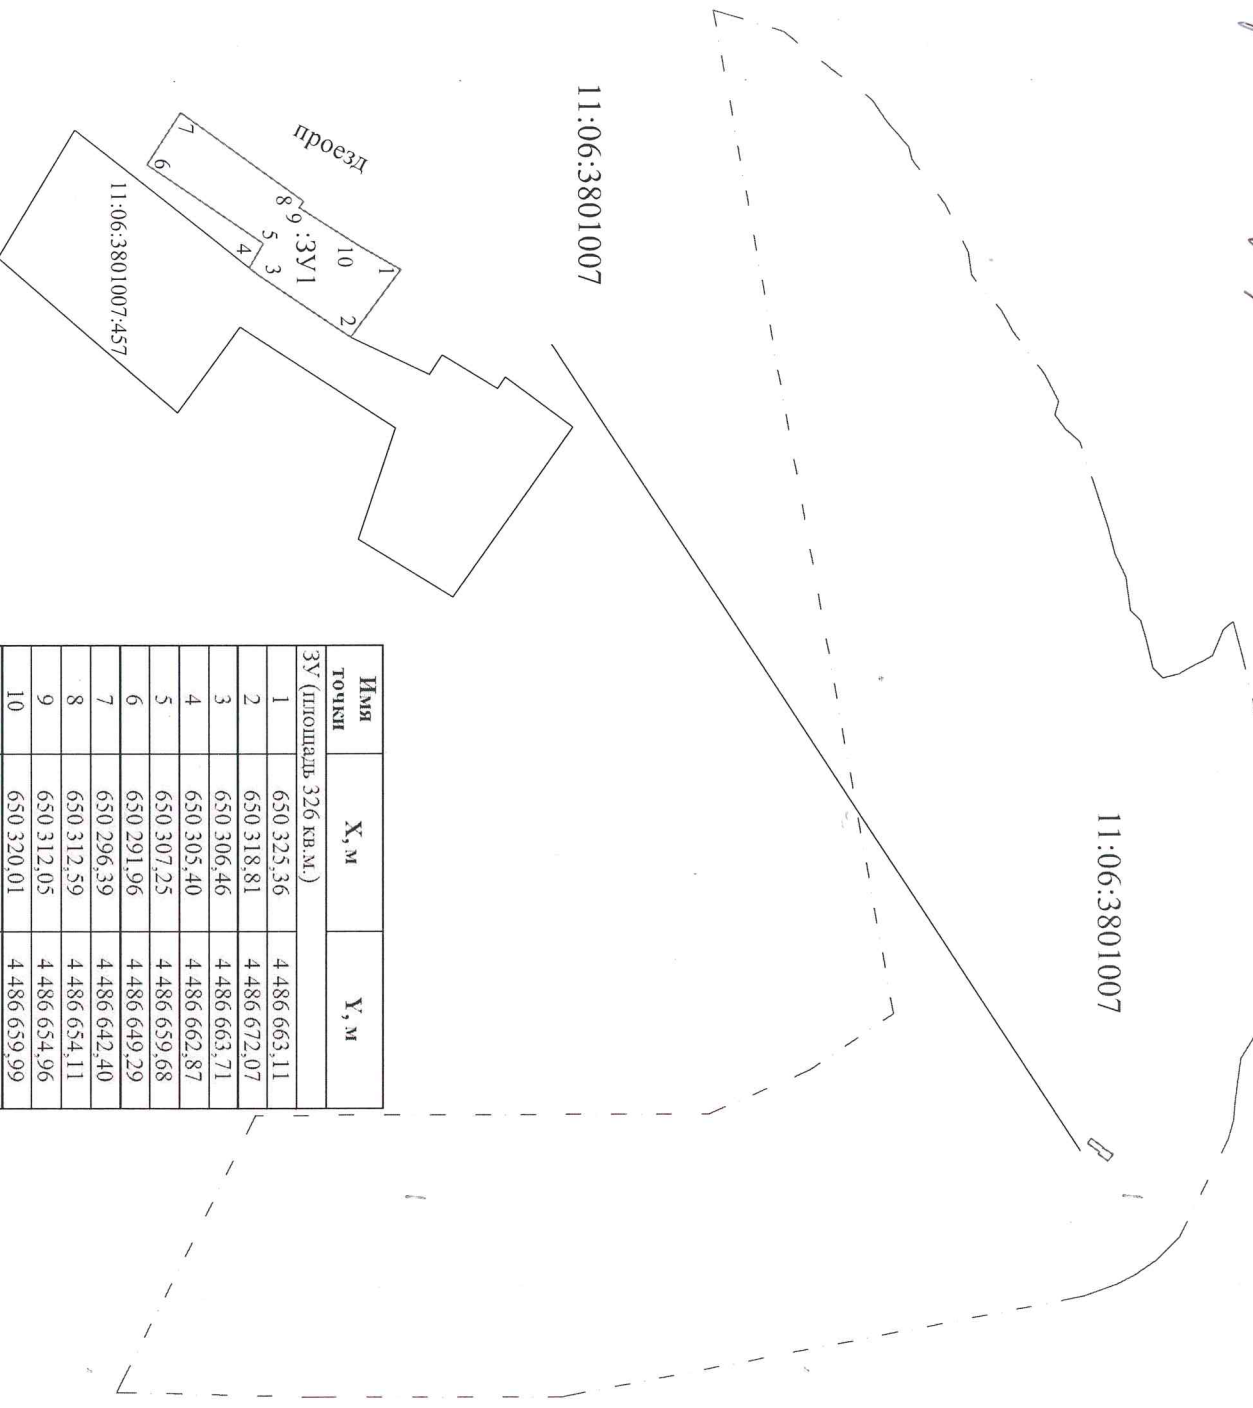 11:06:3801007
11:06:3801007
проезд
1
10
:ЗУ1
2
9
8
3
5
4
7
6
11:06:3801007:457
Имя точки X, м Y, м
ЗУ (площадь 326 кв.м.)
1 650 325,36 4 486 663,11
2 650 318,81 4 486 672,07
3 650 306,46 4 486 663,71
4 650 305,40 4 486 662,87
5 650 307,25 4 486 659,68
6 650 291,96 4 486 649,29
7 650 296,39 4 486 642,40
8 650 312,59 4 486 654,11
9 650 312,05 4 486 654,96
10 650 320,01 4 486 659,99